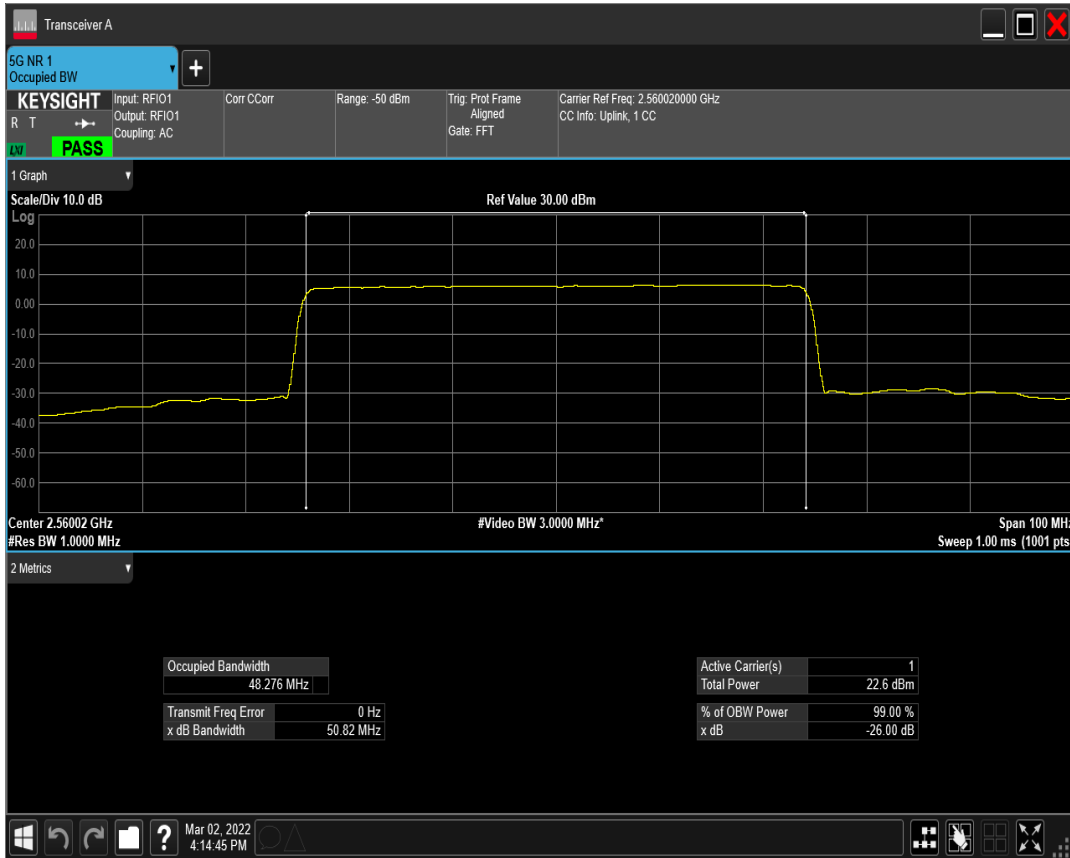 Transceiver A
5G NR 1
Occupied BW
KEYSIGHT
R T
LXI
PASS
Input: RFIO1
Output: RFIO1
Coupling: AC
Corr CCorr
Range: -50 dBm
Trig: Prot Frame
Aligned
Gate: FFT
Carrier Ref Freq: 2.560020000 GHz
CC Info: Uplink, 1 CC
1 Graph
Scale/Div 10.0 dB
Ref Value 30.00 dBm
Log
20.0
10.0
0.00
-10.0
-20.0
-30.0
-40.0
-50.0
-60.0
Center 2.56002 GHz
#Video BW 3.0000 MHz*
Span 100 MHz
#Res BW 1.0000 MHz
Sweep 1.00 ms (1001 pts
2 Metrics
Occupied Bandwidth
48.276 MHz
Transmit Freq Error 0 Hz
x dB Bandwidth 50.82 MHz
Active Carrier(s) 1
Total Power 22.6 dBm
% of OBW Power 99.00 %
x dB -26.00 dB
?
Mar 02, 2022
4:14:45 PM